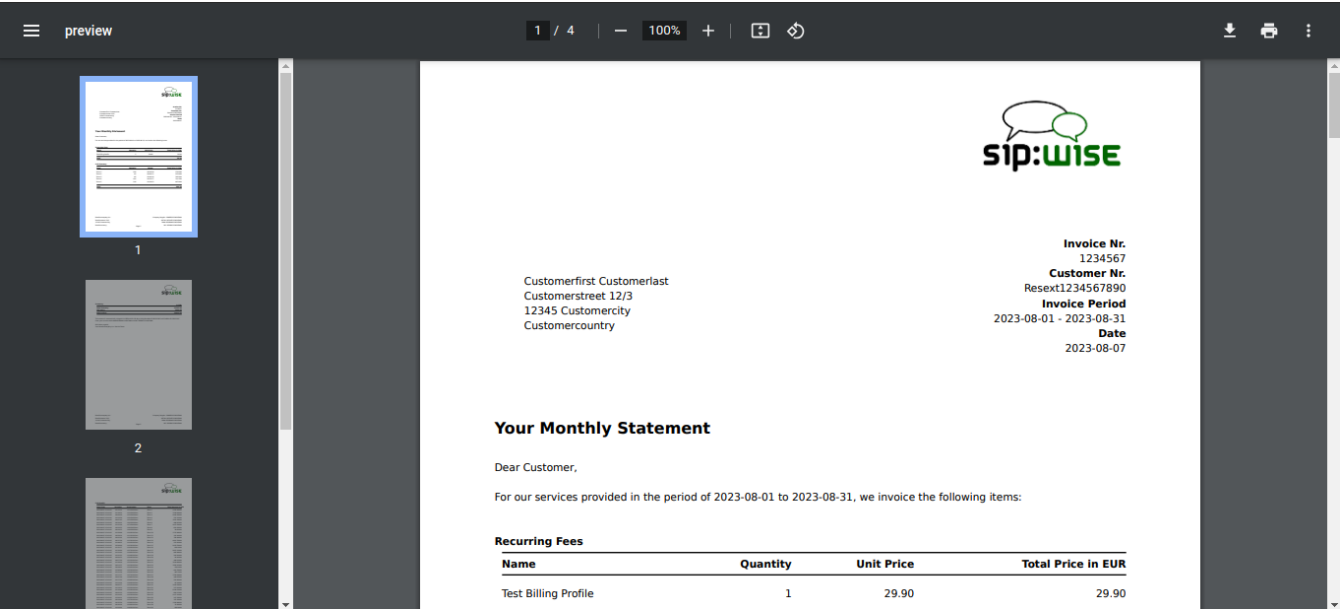 preview
1 / 4
100%
1
2
sip:wise
Invoice Nr.
1234567
Customer Nr.
Resext1234567890
Invoice Period
2023-08-01 - 2023-08-31
Date
2023-08-07
Customerfirst Customerlast
Customerstreet 12/3
12345 Customercity
Customercountry
Your Monthly Statement
Dear Customer,
For our services provided in the period of 2023-08-01 to 2023-08-31, we invoice the following items:
Recurring Fees
Name Quantity Unit Price Total Price in EUR
Test Billing Profile 1 29.90 29.90